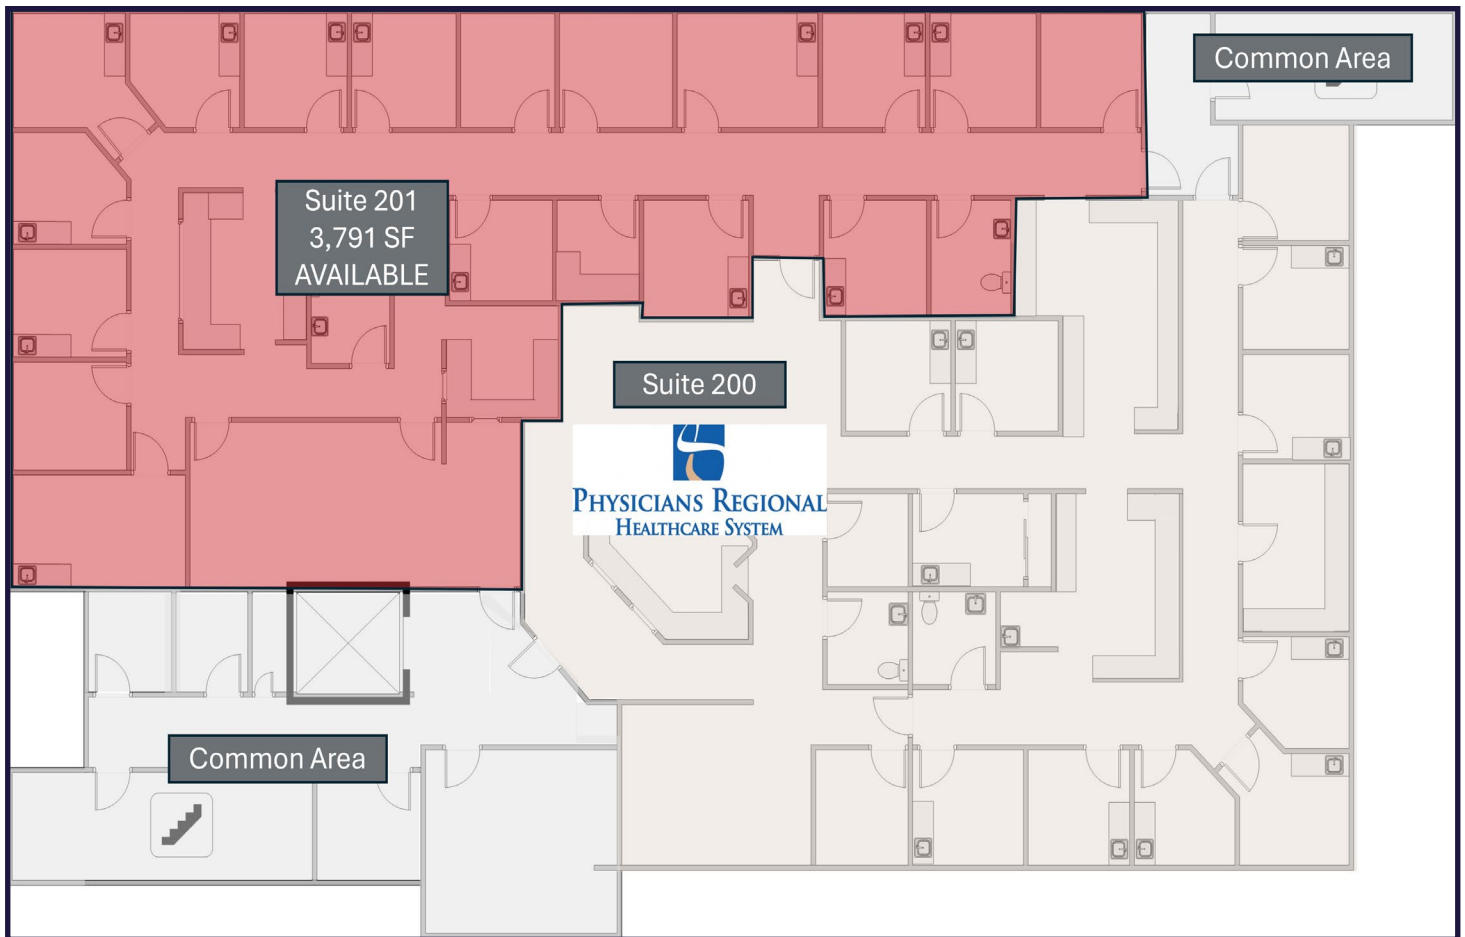 Common Area
Suite 201
3,791 SF
AVAILABLE
Suite 200
PHYSICIANS REGIONAL
HEALTHCARE SYSTEM
Common Area